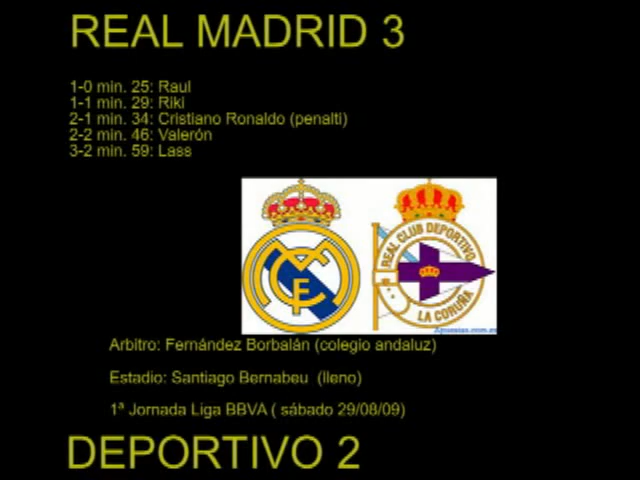 REAL MADRID 3
1-0 min. 25: Raul
1-1 min. 29: Riki
2-1 min. 34: Cristiano Ronaldo (penalti)
2-2 min. 46: Valerón
3-2 min. 59: Lass
REAL CLUB DEPORTIVO
LA CORUÑA
Arbitro: Fernández Borbalán (colegio andaluz)
Estadio: Santiago Bernabeu (lleno)
1ª Jornada Liga BBVA ( sábado 29/08/09)
DEPORTIVO 2